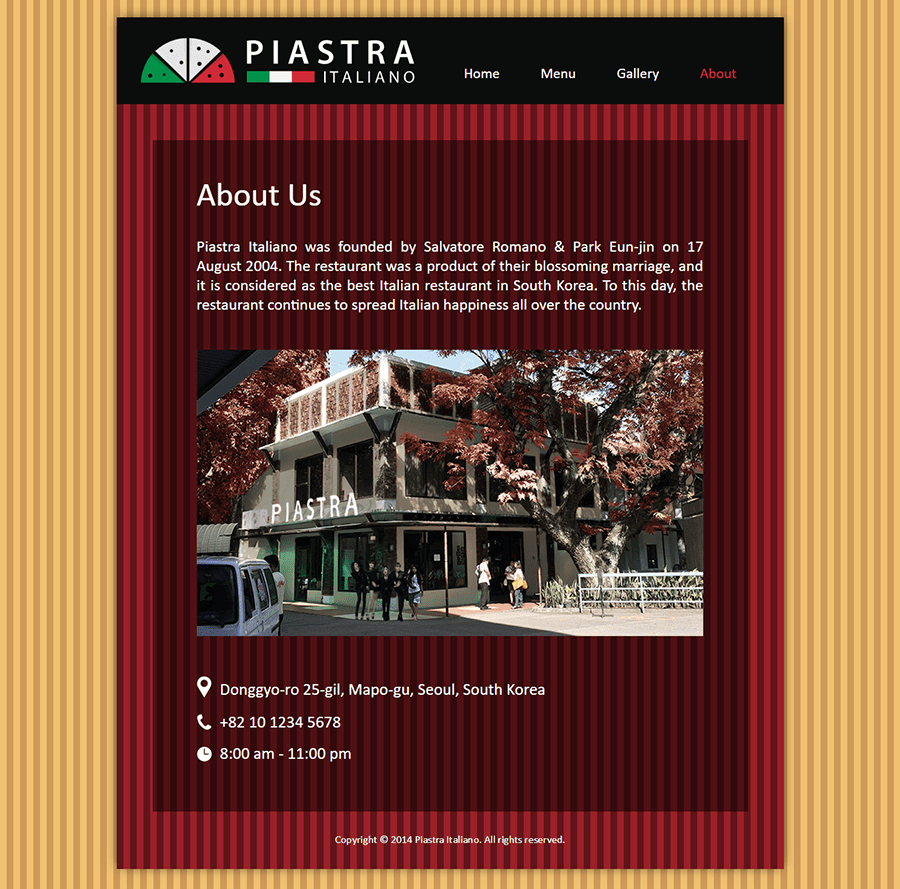 PIASTRA
ITALIANO
Home Menu Gallery About
About Us
Piastra Italiano was founded by Salvatore Romano & Park Eun-jin on 17
August 2004. The restaurant was a product of their blossoming marriage, and
it is considered as the best Italian restaurant in South Korea. To this day, the
restaurant continues to spread Italian happiness all over the country.
PIASTRA
Donggyo-ro 25-gil, Mapo-gu, Seoul, South Korea
+82 10 1234 5678
8:00 am - 11:00 pm
Copyright © 2014 Piastra Italiano. All rights reserved.